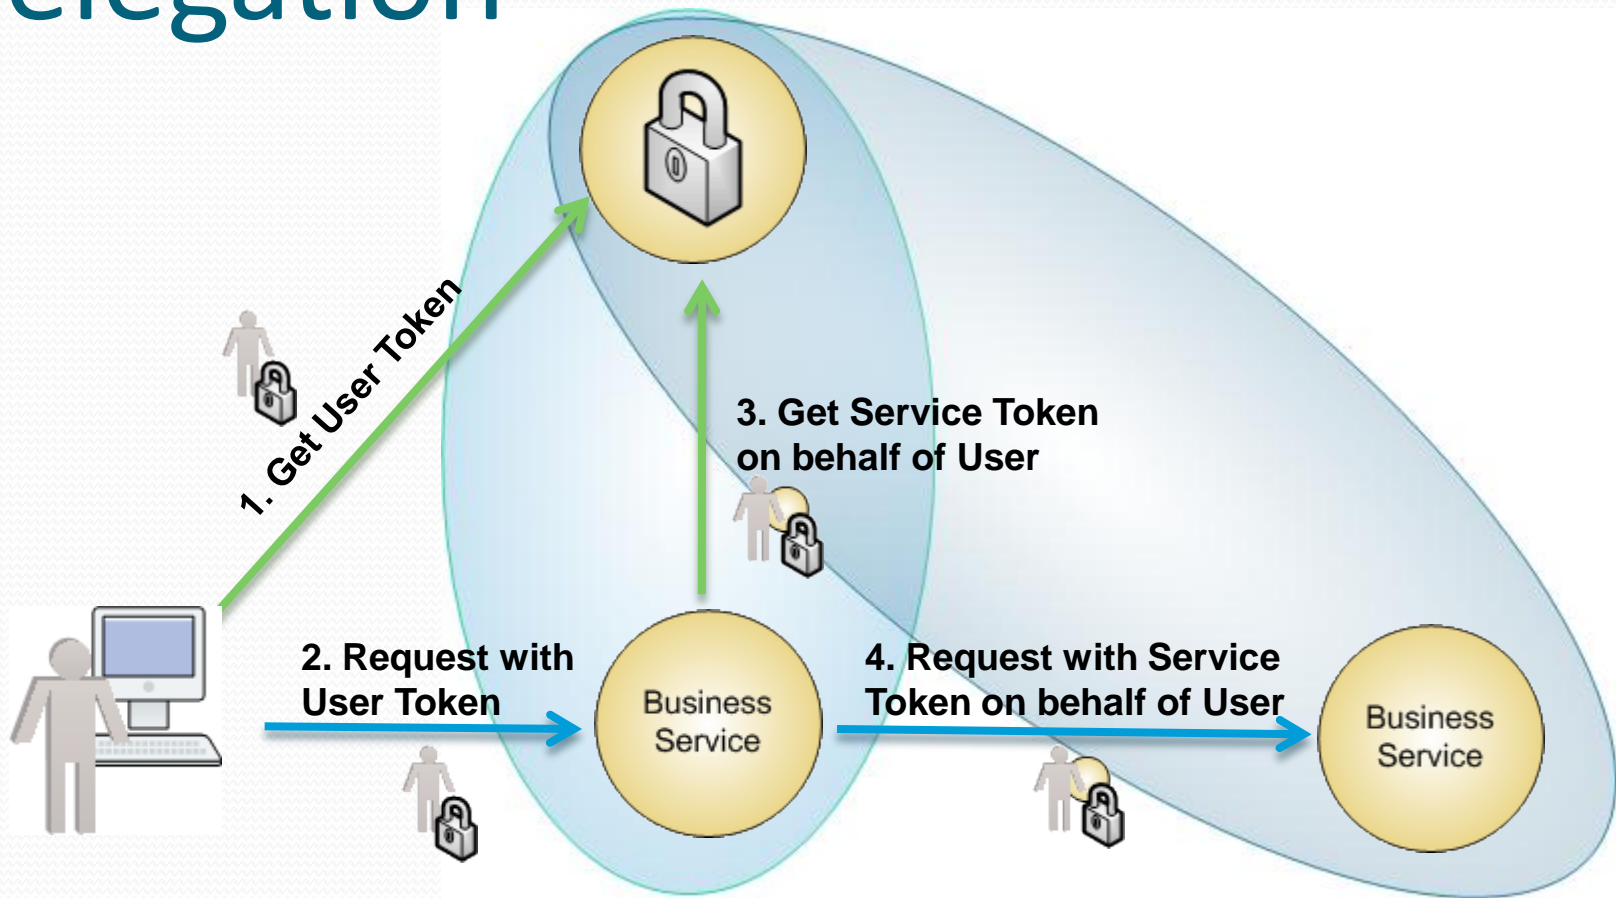 elegation
1. Get User Token
3. Get Service Token
on behalf of User
2. Request with
User Token
Business
Service
4. Request with Service
Token on behalf of User
Business
Service